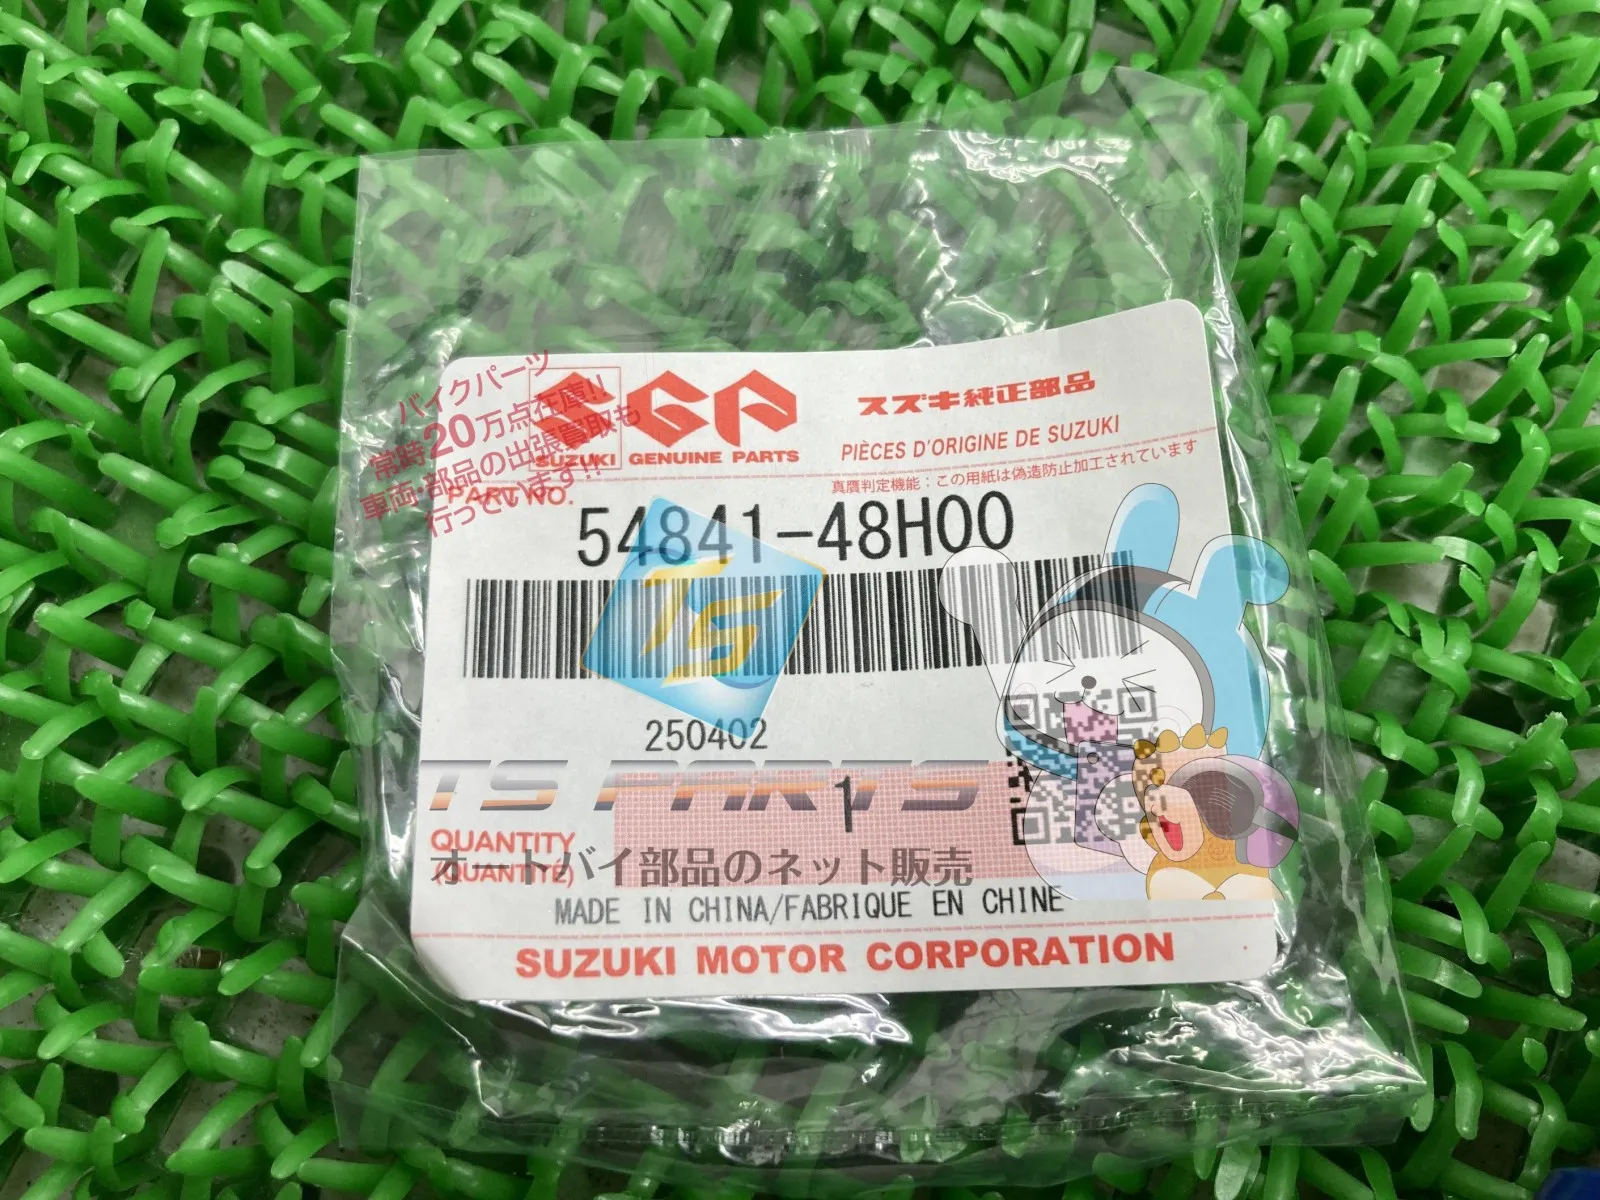 バイクパーツ
常時20万点在庫!!
車両・部品の出張買取も
行っています!!
SGP
SUZUKI GENUINE PARTS
スズキ純正部品
PIÈCES D'ORIGINE DE SUZUKI
真贋判定機能：この用紙は偽造防止加工されています
PART NO.
54841-48H00
TS
250402
TS PARTS
1
QUANTITY
(QUANTITÉ)
オートバイ部品のネット販売
MADE IN CHINA/FABRIQUE EN CHINE
SUZUKI MOTOR CORPORATION